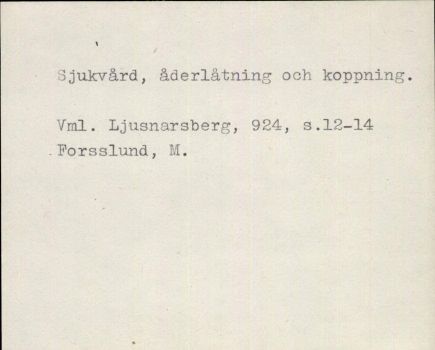 Sjukvård, åderlåtning och koppning.
Vml. Ljusnarsberg, 924, s.12-14
Forsslund, M.